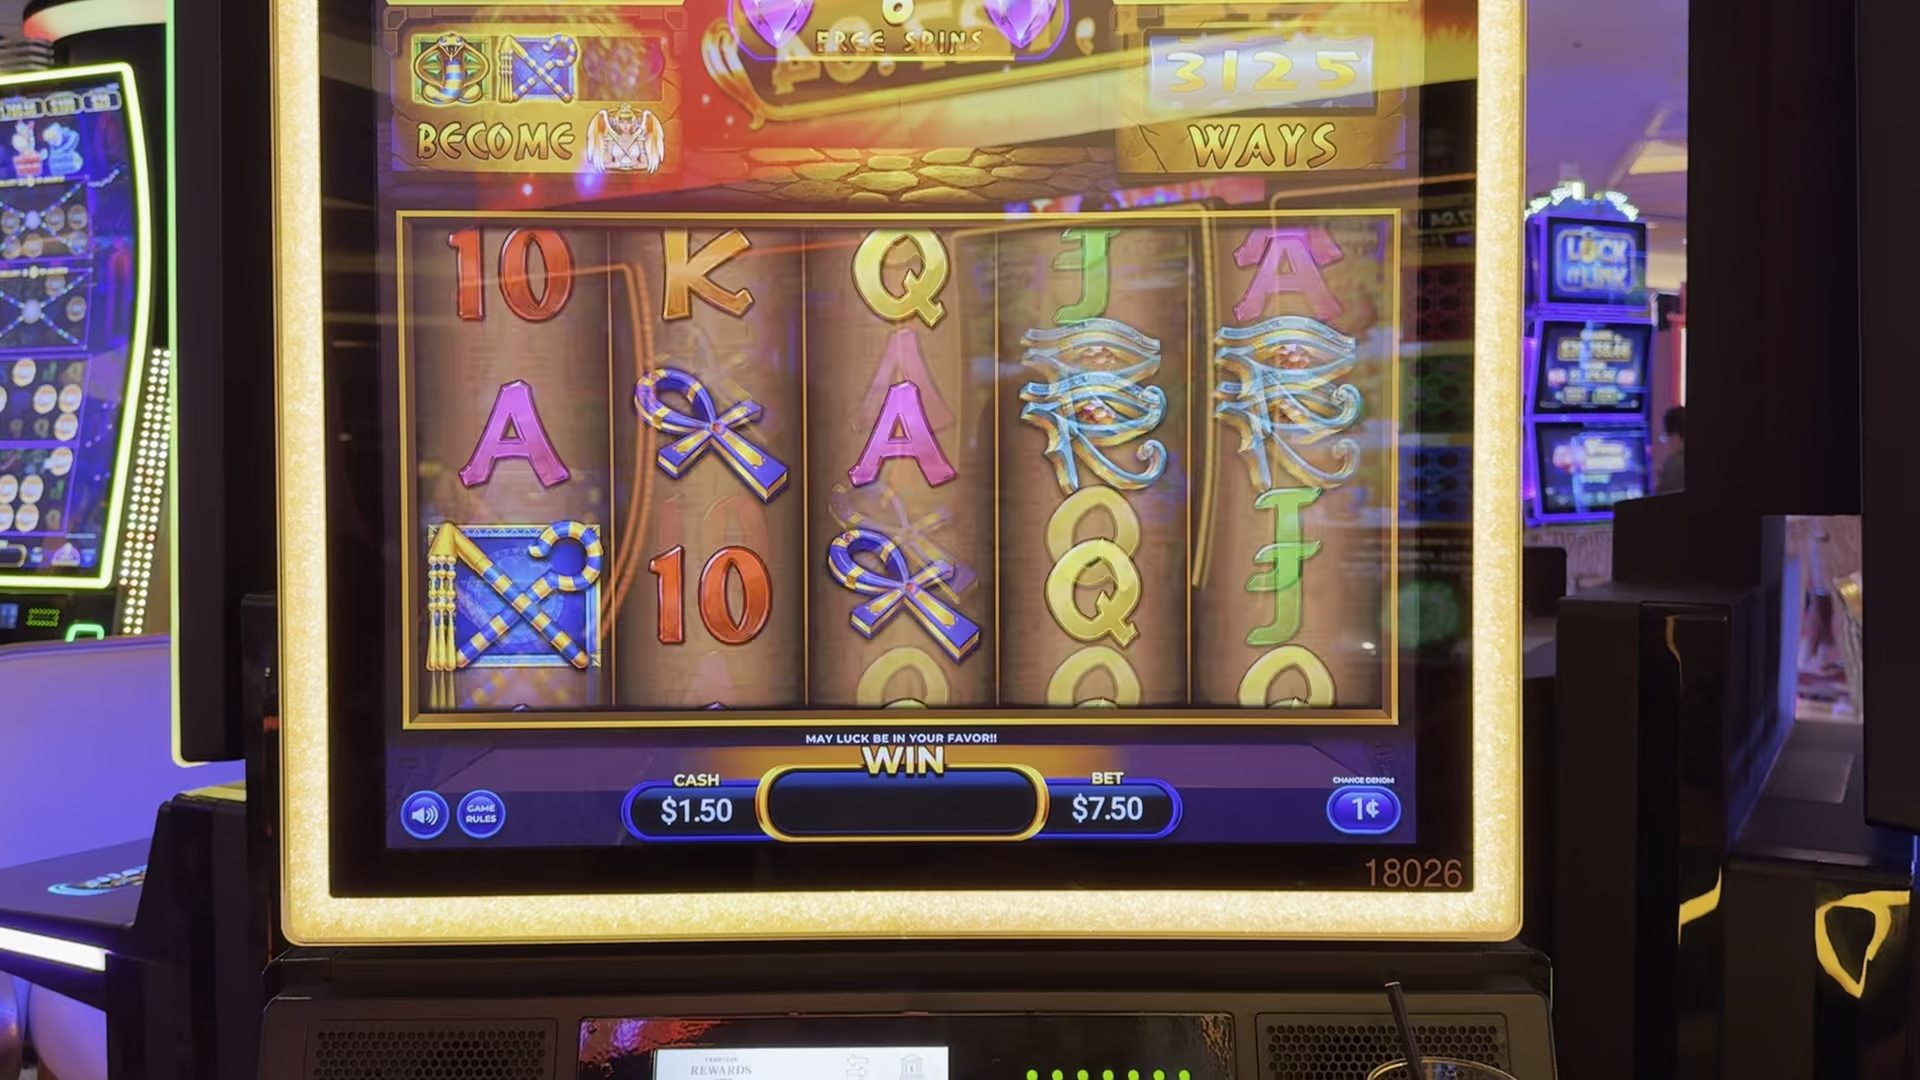 FREE SPINS
3125
BECOME
WAYS
10 K Q J A
A A
10 Q J
Q Q Q
MAY LUCK BE IN YOUR FAVOR!!
WIN
CASH
$1.50
BET
$7.50
GAME
RULES
CHANGE DENOM
1¢
18026
LUCK
LINK
REWARDS